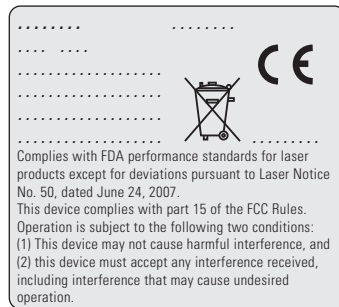 CE
Complies with FDA performance standards for laser
products except for deviations pursuant to Laser Notice
No. 50, dated June 24, 2007.
This device complies with part 15 of the FCC Rules.
Operation is subject to the following two conditions:
(1) This device may not cause harmful interference, and
(2) this device must accept any interference received,
including interference that may cause undesired
operation.